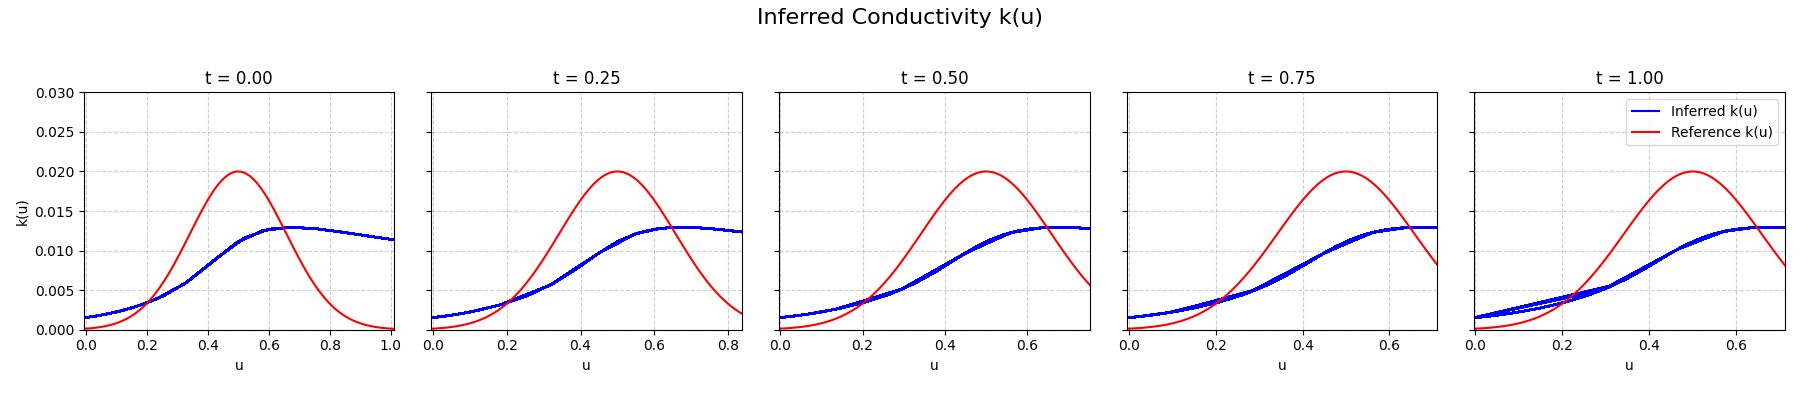 Inferred Conductivity k(u)
t = 0.00
t = 0.25
t = 0.50
t = 0.75
t = 1.00
k(u)
0.030
0.025
0.020
0.015
0.010
0.005
0.000
Inferred k(u)
Reference k(u)
0.0 0.2 0.4 0.6 0.8 1.0
0.0 0.2 0.4 0.6 0.8
0.0 0.2 0.4 0.6
0.0 0.2 0.4 0.6
0.0 0.2 0.4 0.6
u
u
u
u
u